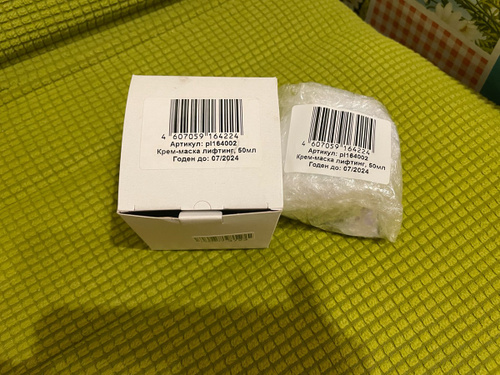 4 607059 164224
Артикул: pl164002
Крем-маска лифтинг, 50мл
Годен до: 07/2024
4 607059 164224
Артикул: pl164002
Крем-маска лифтинг, 50мл
Годен до: 07/2024